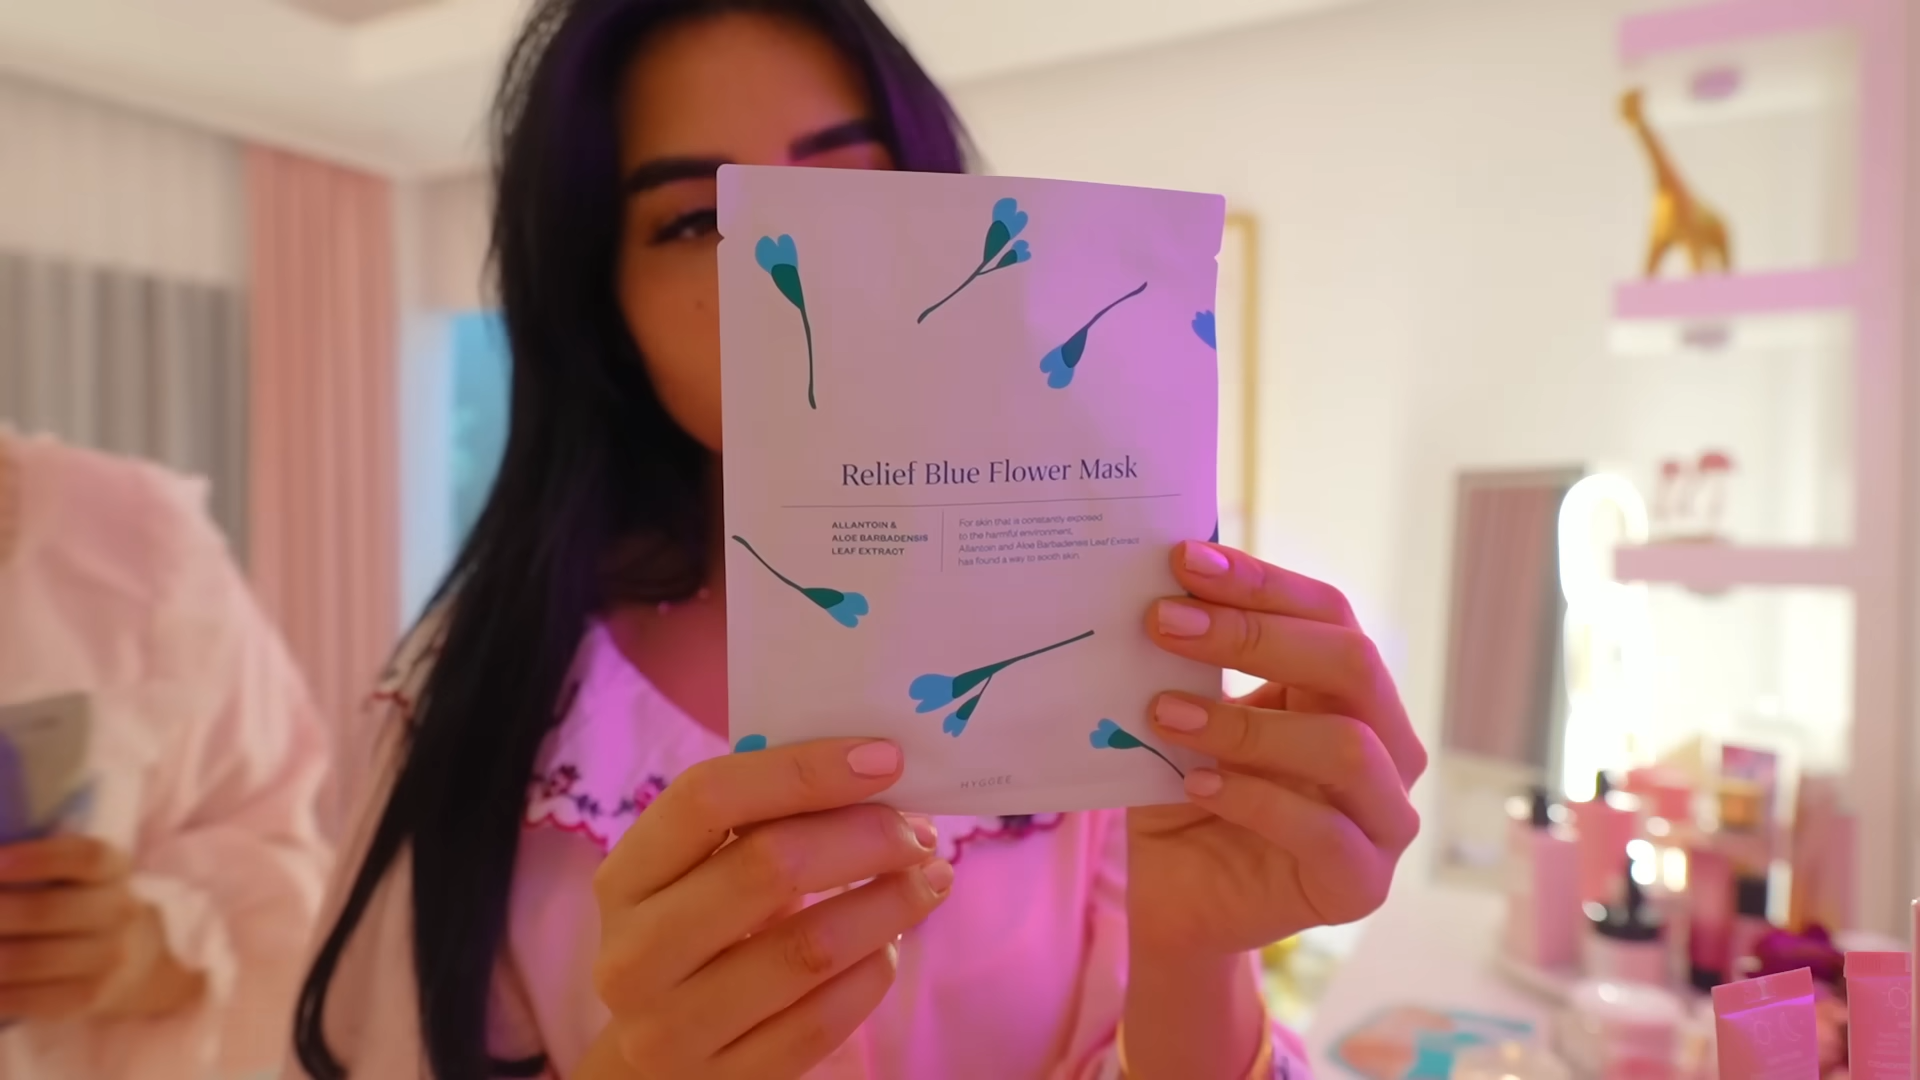 Relief Blue Flower Mask
ALLANTOIN &
ALOE BARBADENSIS
LEAF EXTRACT
For skin that is constantly exposed
to the harmful environment,
Allantoin and Aloe Barbadensis Leaf Extract
has found a way to sooth skin.
HYGGEE